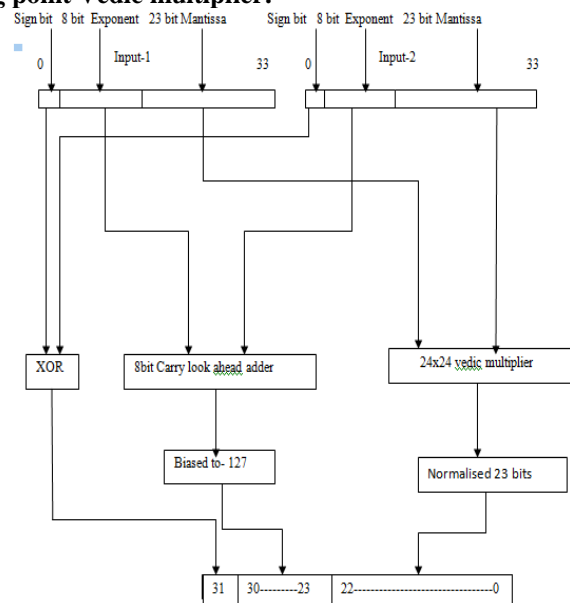 point Vedic multiplier.
Sign bit 8 bit Exponent 23 bit Mantissa
Sign bit 8 bit Exponent 23 bit Mantissa
0 Input-1 33
0 Input-2 33
XOR
8bit Carry look ahead adder
24x24 vedic multiplier
Biased to- 127
Normalised 23 bits
31 30---------23 22----------------------------------0